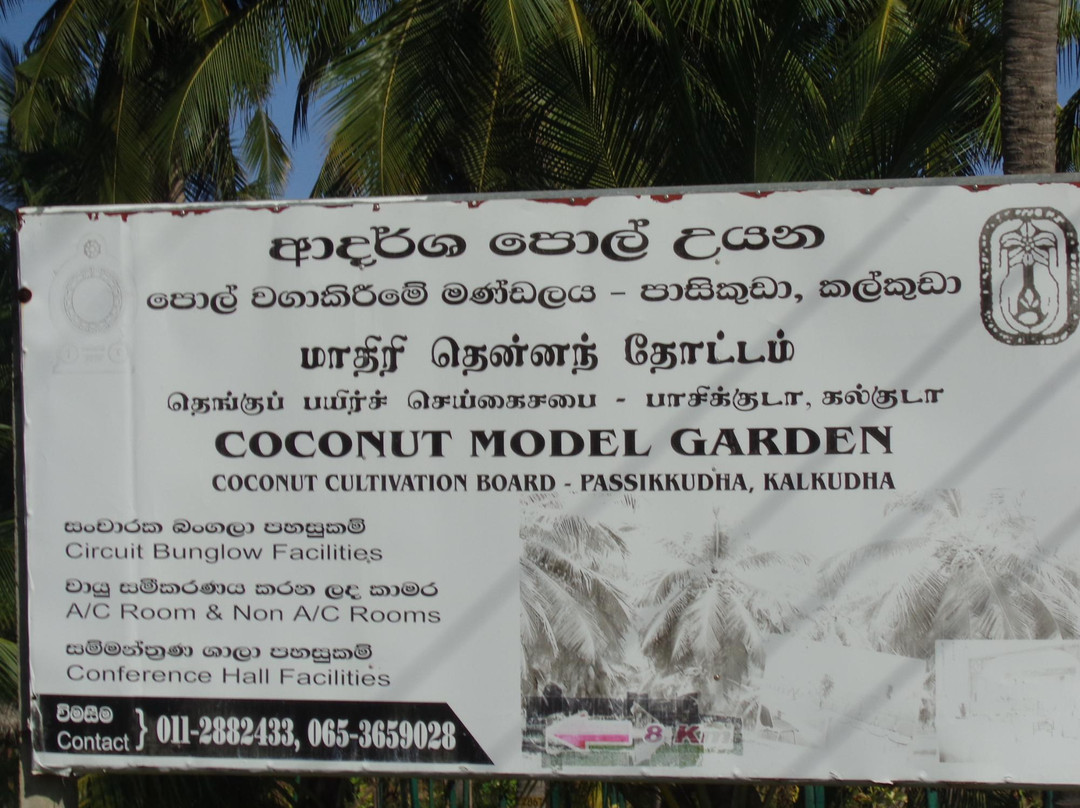 ආදර්ශ පොල් උයන
පොල් වගාකිරීමේ මණ්ඩලය – පාසිකුඩා, කල්කුඩා
மாதிரி தென்னந் தோட்டம்
தெங்குப் பயிர்ச் செய்கைசபை - பாசிக்குடா, கல்குடா
COCONUT MODEL GARDEN
COCONUT CULTIVATION BOARD - PASSIKKUDHA, KALKUDHA
සංචාරක බංගලා පහසුකම්
Circuit Bunglow Facilities
වායු සමීකරණය කරන ලද කාමර
A/C Room & Non A/C Rooms
සම්මන්ත්‍රණ ශාලා පහසුකම්
Conference Hall Facilities
විමසීම
Contact } 011-2882433, 065-3659028
8 Km